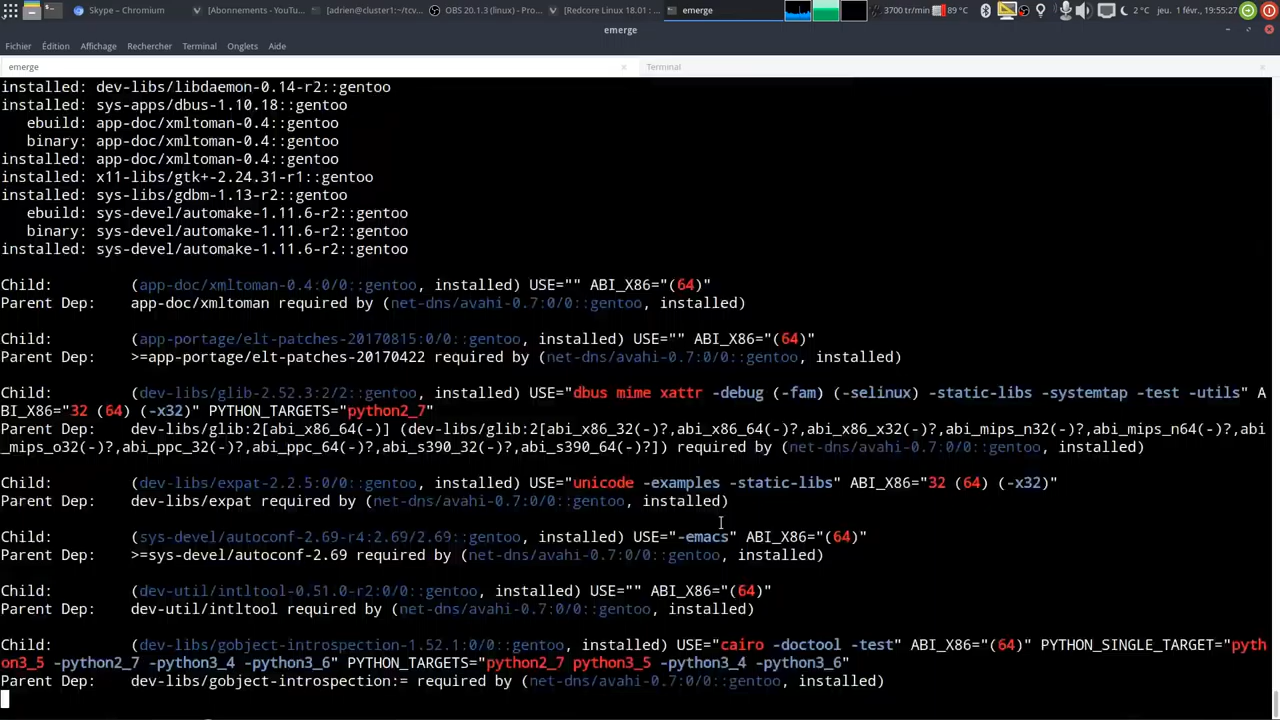 Skype – Chromium
[Abonnements - YouTu...
[adrien@cluster1:~/tcv...
OBS 20.1.3 (linux) - Pro...
[Redcore Linux 18.01 : ...
emerge
3700 tr/min
89 °C
2 °C
jeu. 1 févr., 19:55:27
emerge
Fichier Édition Affichage Rechercher Terminal Onglets Aide
emerge × Terminal ×
installed: dev-libs/libdaemon-0.14-r2::gentoo
installed: sys-apps/dbus-1.10.18::gentoo
ebuild: app-doc/xmltoman-0.4::gentoo
binary: app-doc/xmltoman-0.4::gentoo
installed: app-doc/xmltoman-0.4::gentoo
installed: x11-libs/gtk+-2.24.31-r1::gentoo
installed: sys-libs/gdbm-1.13-r2::gentoo
ebuild: sys-devel/automake-1.11.6-r2::gentoo
binary: sys-devel/automake-1.11.6-r2::gentoo
installed: sys-devel/automake-1.11.6-r2::gentoo
Child: (app-doc/xmltoman-0.4:0/0::gentoo, installed) USE="" ABI_X86="(64)"
Parent Dep: app-doc/xmltoman required by (net-dns/avahi-0.7:0/0::gentoo, installed)
Child: (app-portage/elt-patches-20170815:0/0::gentoo, installed) USE="" ABI_X86="(64)"
Parent Dep: >=app-portage/elt-patches-20170422 required by (net-dns/avahi-0.7:0/0::gentoo, installed)
Child: (dev-libs/glib-2.52.3:2/2::gentoo, installed) USE="dbus mime xattr -debug (-fam) (-selinux) -static-libs -systemtap -test -utils" A
BI_X86="32 (64) (-x32)" PYTHON_TARGETS="python2_7"
Parent Dep: dev-libs/glib:2[abi_x86_64(-)] (dev-libs/glib:2[abi_x86_32(-)?,abi_x86_64(-)?,abi_x86_x32(-)?,abi_mips_n32(-)?,abi_mips_n64(-)?,abi
_mips_o32(-)?,abi_ppc_32(-)?,abi_ppc_64(-)?,abi_s390_32(-)?,abi_s390_64(-)?]) required by (net-dns/avahi-0.7:0/0::gentoo, installed)
Child: (dev-libs/expat-2.2.5:0/0::gentoo, installed) USE="unicode -examples -static-libs" ABI_X86="32 (64) (-x32)"
Parent Dep: dev-libs/expat required by (net-dns/avahi-0.7:0/0::gentoo, installed)
Child: (sys-devel/autoconf-2.69-r4:2.69/2.69::gentoo, installed) USE="-emacs" ABI_X86="(64)"
Parent Dep: >=sys-devel/autoconf-2.69 required by (net-dns/avahi-0.7:0/0::gentoo, installed)
Child: (dev-util/intltool-0.51.0-r2:0/0::gentoo, installed) USE="" ABI_X86="(64)"
Parent Dep: dev-util/intltool required by (net-dns/avahi-0.7:0/0::gentoo, installed)
Child: (dev-libs/gobject-introspection-1.52.1:0/0::gentoo, installed) USE="cairo -doctool -test" ABI_X86="(64)" PYTHON_SINGLE_TARGET="pyth
on3_5 -python2_7 -python3_4 -python3_6" PYTHON_TARGETS="python2_7 python3_5 -python3_4 -python3_6"
Parent Dep: dev-libs/gobject-introspection:= required by (net-dns/avahi-0.7:0/0::gentoo, installed)